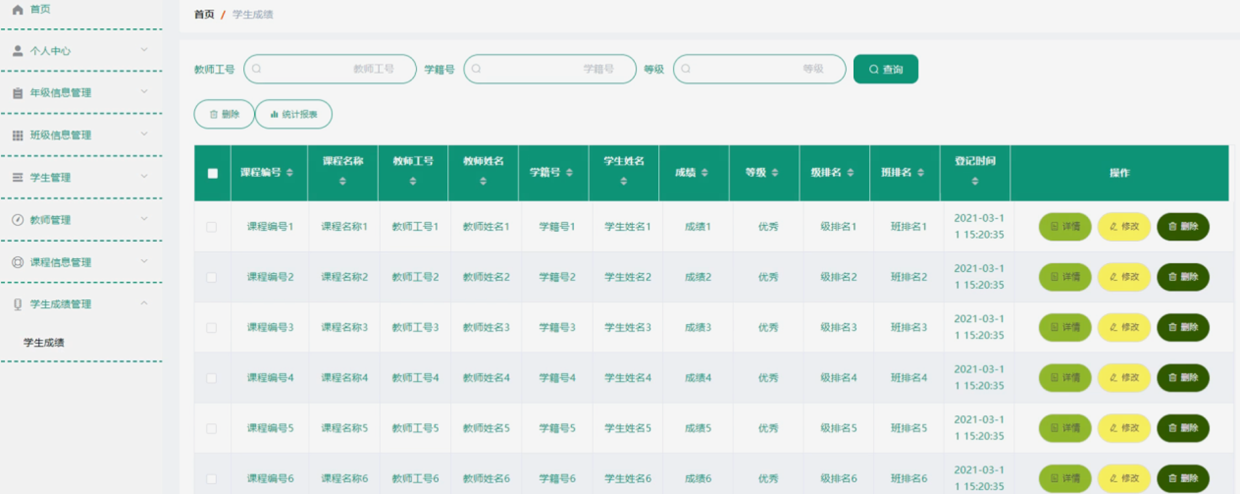 首页
个人中心
年级信息管理
班级信息管理
学生管理
教师管理
课程信息管理
学生成绩管理
学生成绩
首页 / 学生成绩
教师工号 教师工号 学籍号 学籍号 等级 等级 查询
删除 统计报表
课程编号 课程名称 教师工号 教师姓名 学籍号 学生姓名 成绩 等级 级排名 班排名 登记时间 操作
课程编号1 课程名称1 教师工号1 教师姓名1 学籍号1 学生姓名1 成绩1 优秀 级排名1 班排名1 2021-03-1
1 15:20:35 详情 修改 删除
课程编号2 课程名称2 教师工号2 教师姓名2 学籍号2 学生姓名2 成绩2 优秀 级排名2 班排名2 2021-03-1
1 15:20:35 详情 修改 删除
课程编号3 课程名称3 教师工号3 教师姓名3 学籍号3 学生姓名3 成绩3 优秀 级排名3 班排名3 2021-03-1
1 15:20:35 详情 修改 删除
课程编号4 课程名称4 教师工号4 教师姓名4 学籍号4 学生姓名4 成绩4 优秀 级排名4 班排名4 2021-03-1
1 15:20:35 详情 修改 删除
课程编号5 课程名称5 教师工号5 教师姓名5 学籍号5 学生姓名5 成绩5 优秀 级排名5 班排名5 2021-03-1
1 15:20:35 详情 修改 删除
课程编号6 课程名称6 教师工号6 教师姓名6 学籍号6 学生姓名6 成绩6 优秀 级排名6 班排名6 2021-03-1
1 15:20:35 详情 修改 删除